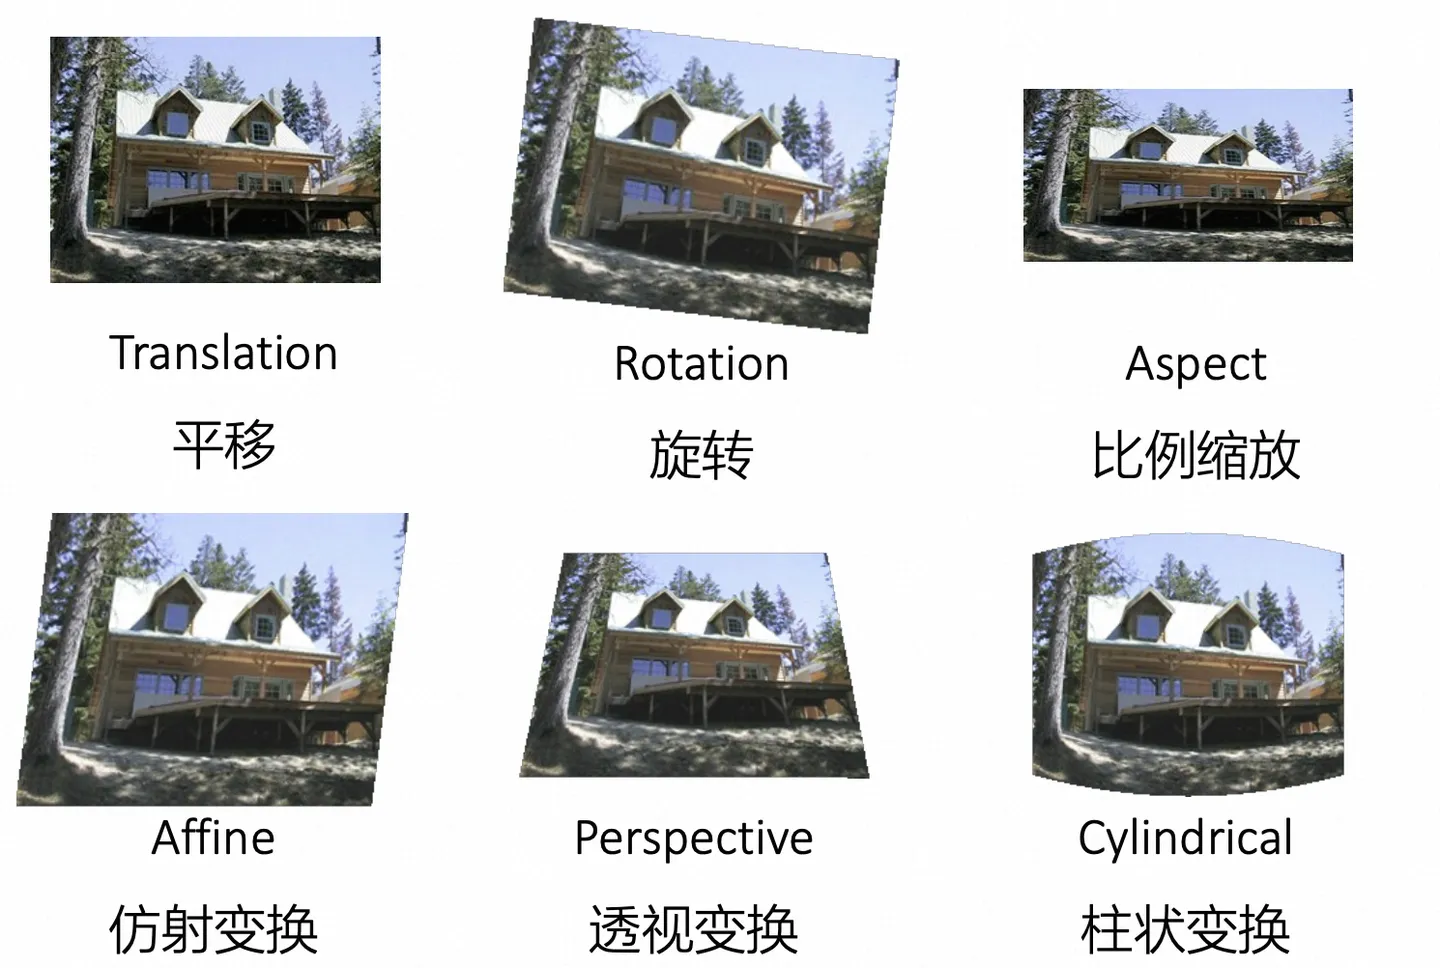 Translation
平移
Rotation
旋转
Aspect
比例缩放
Affine
仿射变换
Perspective
透视变换
Cylindrical
柱状变换